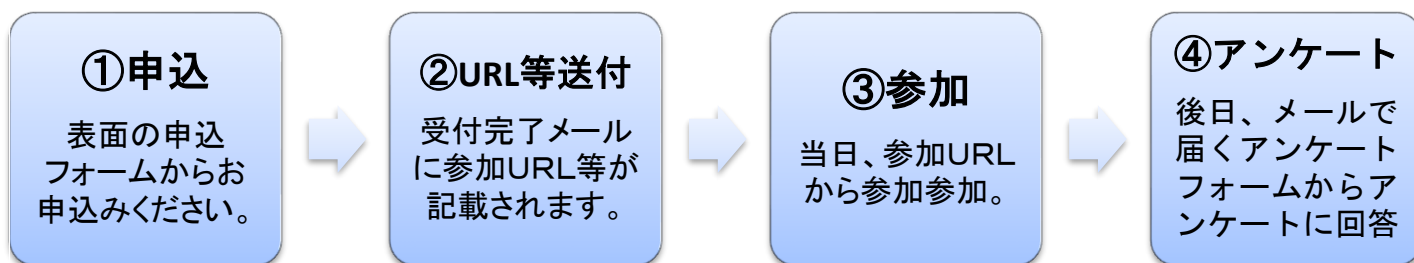 ①申込
表面の申込
フォームからお
申込みください。
②URL等送付
受付完了メール
に参加URL等が
記載されます。
③参加
当日、参加URL
から参加参加。
④アンケート
後日、メールで
届くアンケート
フォームからア
ンケートに回答